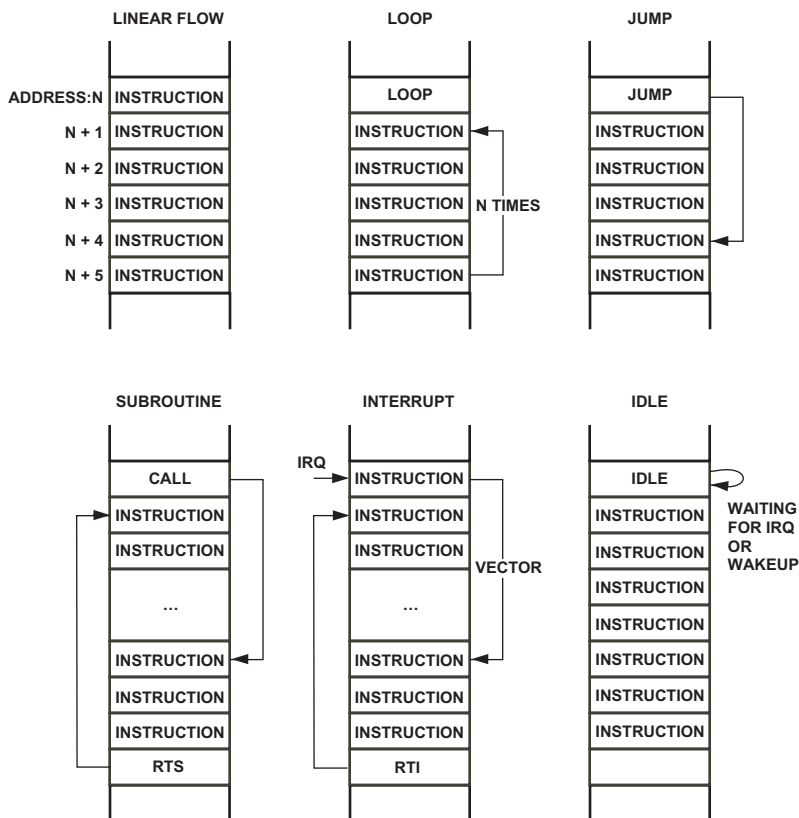 LINEAR FLOW LOOP JUMP
ADDRESS:N INSTRUCTION LOOP JUMP
N + 1 INSTRUCTION INSTRUCTION INSTRUCTION
N + 2 INSTRUCTION INSTRUCTION INSTRUCTION
N + 3 INSTRUCTION INSTRUCTION N TIMES INSTRUCTION
N + 4 INSTRUCTION INSTRUCTION INSTRUCTION
N + 5 INSTRUCTION INSTRUCTION INSTRUCTION
SUBROUTINE INTERRUPT IDLE
CALL IRQ INSTRUCTION IDLE
INSTRUCTION INSTRUCTION INSTRUCTION WAITING
FOR IRQ
OR
WAKEUP
INSTRUCTION INSTRUCTION INSTRUCTION
... ... VECTOR INSTRUCTION
INSTRUCTION
INSTRUCTION INSTRUCTION INSTRUCTION
INSTRUCTION INSTRUCTION INSTRUCTION
INSTRUCTION INSTRUCTION INSTRUCTION
RTS RTI